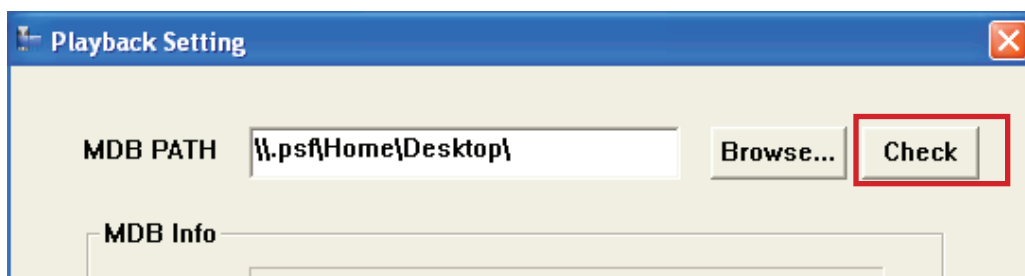 Playback Setting
MDB PATH \\.psf\Home\Desktop\ Browse... Check
MDB Info